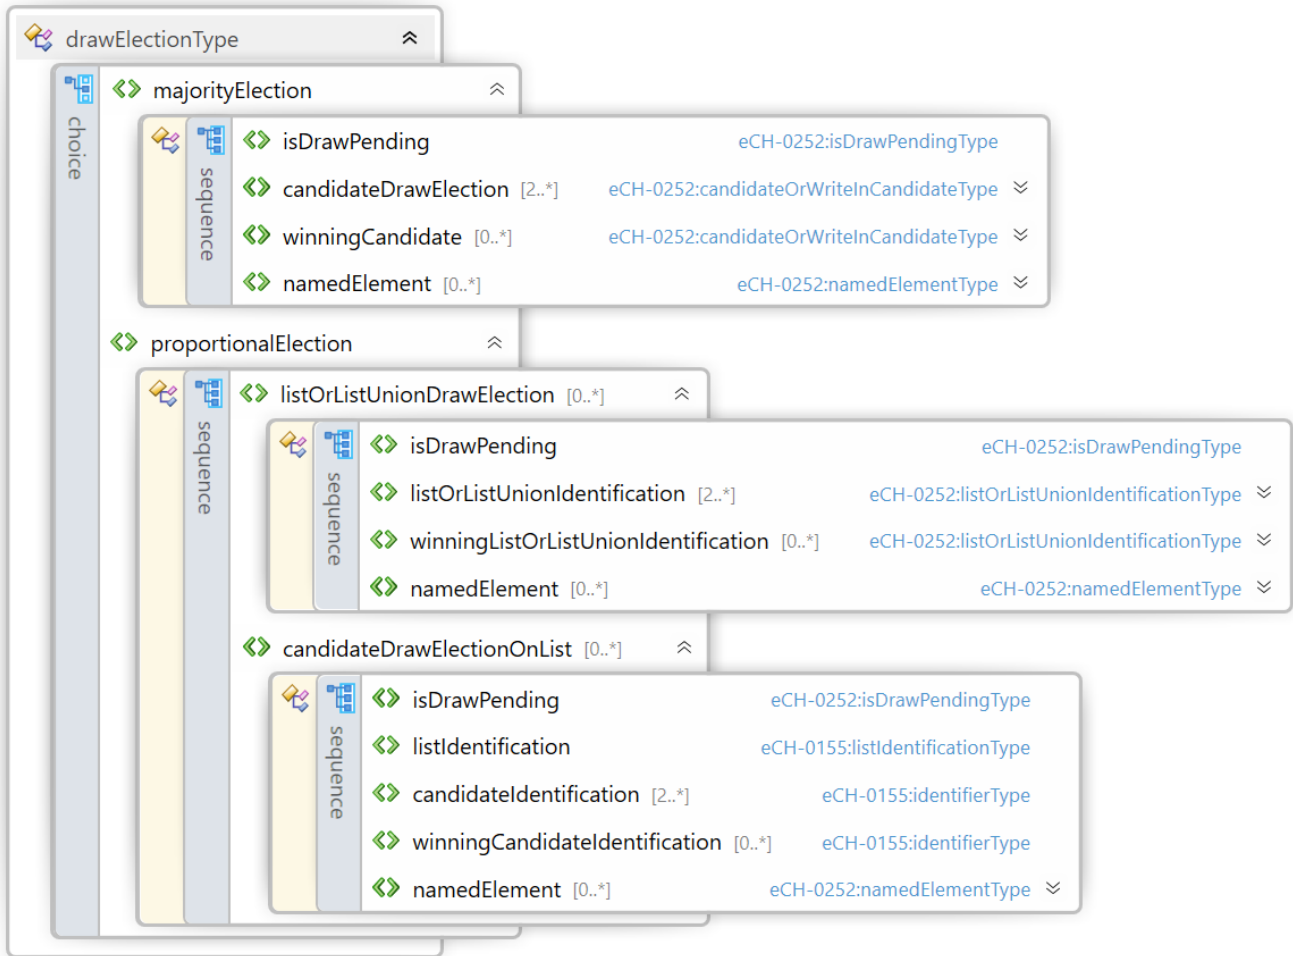 drawElectionType
choice
majorityElection
sequence
isDrawPending eCH-0252:isDrawPendingType
candidateDrawElection [2..*] eCH-0252:candidateOrWriteInCandidateType
winningCandidate [0..*] eCH-0252:candidateOrWriteInCandidateType
namedElement [0..*] eCH-0252:namedElementType
proportionalElection
sequence
listOrListUnionDrawElection [0..*]
sequence
isDrawPending eCH-0252:isDrawPendingType
listOrListUnionIdentification [2..*] eCH-0252:listOrListUnionIdentificationType
winningListOrListUnionIdentification [0..*] eCH-0252:listOrListUnionIdentificationType
namedElement [0..*] eCH-0252:namedElementType
candidateDrawElectionOnList [0..*]
sequence
isDrawPending eCH-0252:isDrawPendingType
listIdentification eCH-0155:listIdentificationType
candidateIdentification [2..*] eCH-0155:identifierType
winningCandidateIdentification [0..*] eCH-0155:identifierType
namedElement [0..*] eCH-0252:namedElementType